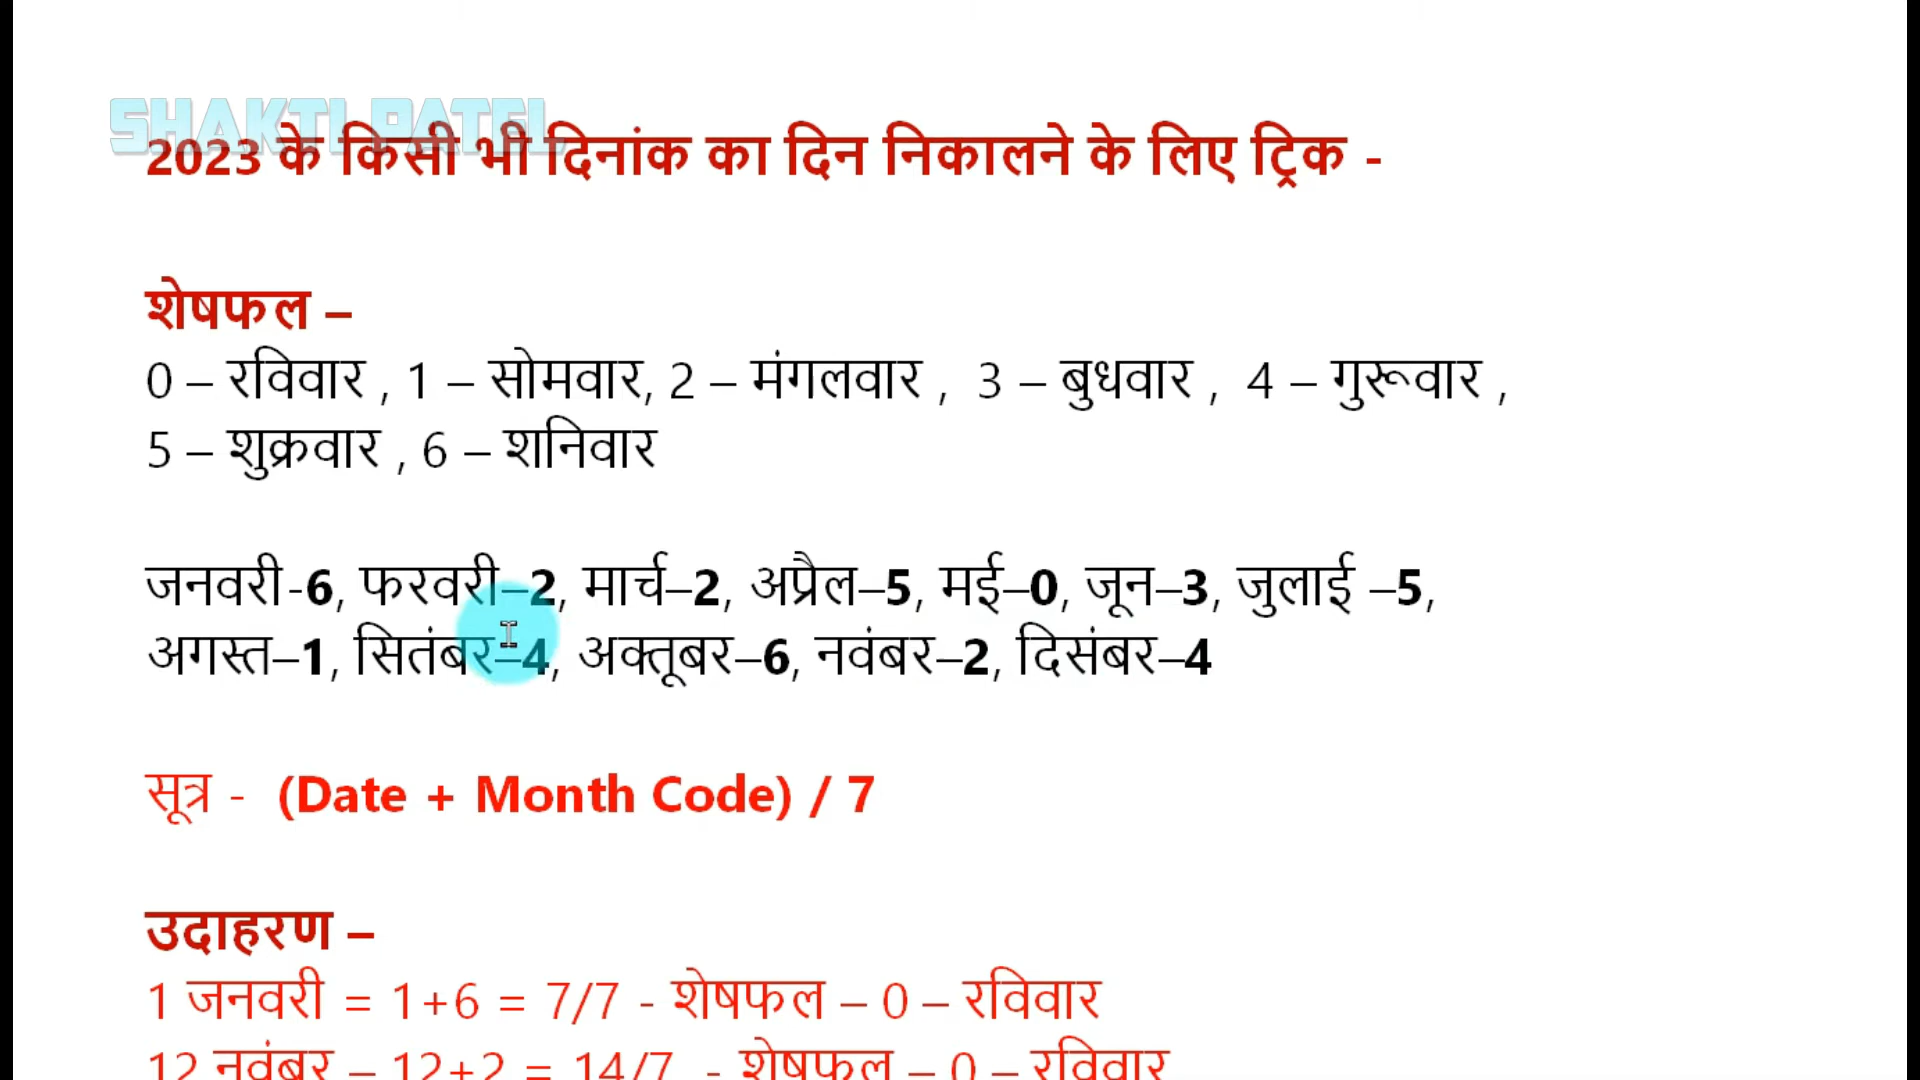 SHAKTI PATEL
2023 के किसी भी दिनांक का दिन निकालने के लिए ट्रिक -
शेषफल –
0 – रविवार , 1 – सोमवार, 2 – मंगलवार , 3 – बुधवार , 4 – गुरूवार ,
5 – शुक्रवार , 6 – शनिवार
जनवरी-6, फरवरी–2, मार्च–2, अप्रैल–5, मई–0, जून–3, जुलाई –5,
अगस्त–1, सितंबर–4, अक्तूबर–6, नवंबर–2, दिसंबर–4
सूत्र - (Date + Month Code) / 7
उदाहरण –
1 जनवरी = 1+6 = 7/7 - शेषफल – 0 – रविवार
12 नवंबर – 12+2 = 14/7 - शेषफल – 0 – रविवार